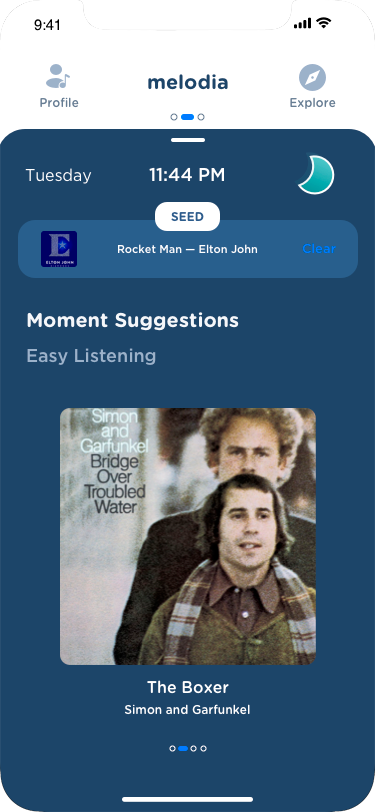 9:41
Profile
melodia
Explore
Tuesday
11:44 PM
SEED
E
ELTON JOHN
Rocket Man — Elton John
Clear
Moment Suggestions
Easy Listening
Simon
and
Garfunkel
Bridge
Over
Troubled
Water
The Boxer
Simon and Garfunkel